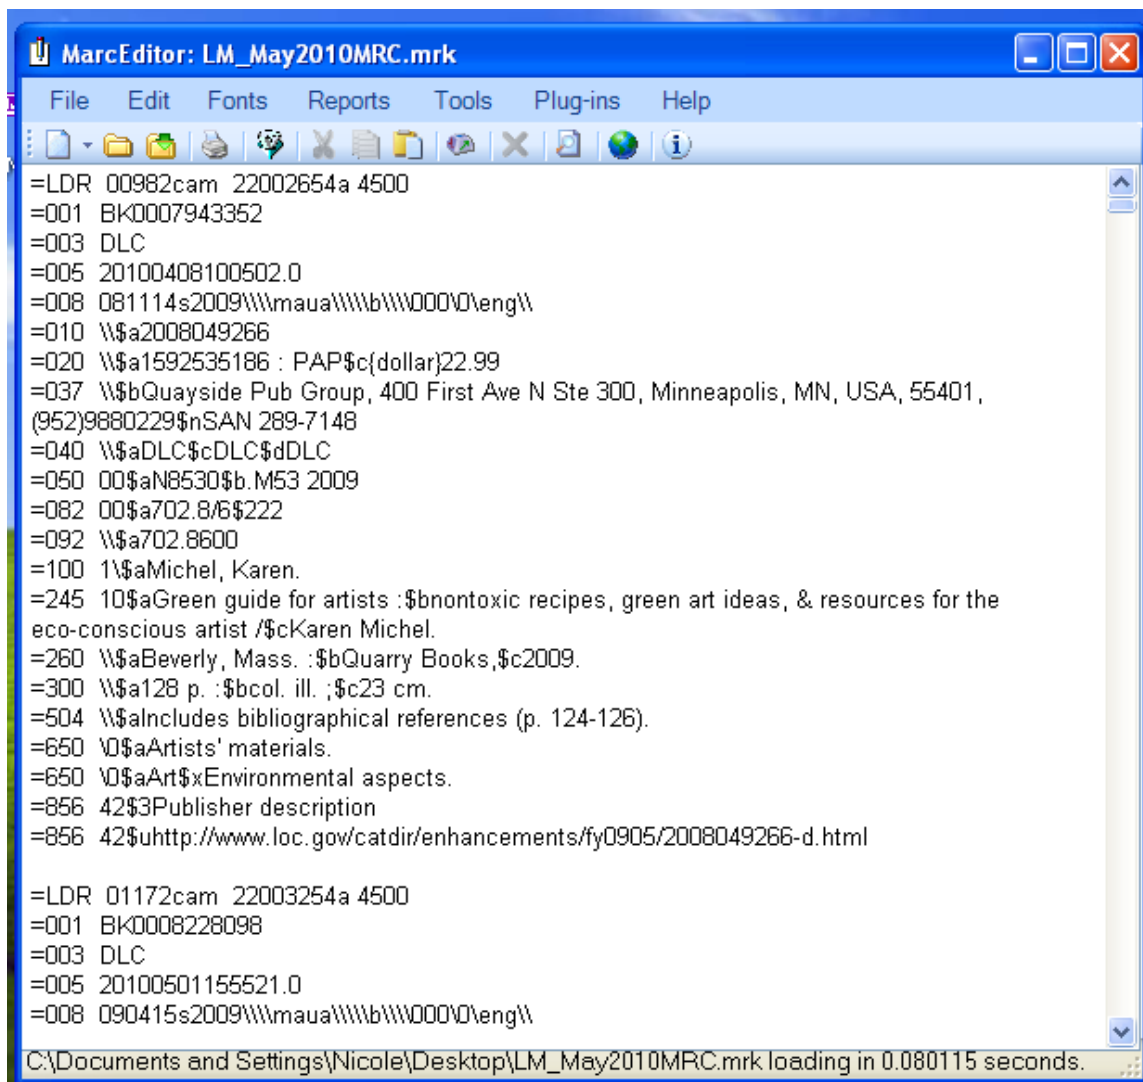 MarcEditor: LM_May2010MRC.mrk
File Edit Fonts Reports Tools Plug-ins Help
=LDR  00982cam  22002654a 4500
=001  BK0007943352
=003  DLC
=005  20100408100502.0
=008  081114s2009\\\\maua\\\\\b\\\\000\0\eng\\
=010  \\$a2008049266
=020  \\$a1592535186 : PAP$c{dollar}22.99
=037  \\$bQuayside Pub Group, 400 First Ave N Ste 300, Minneapolis, MN, USA, 55401,
(952)9880229$nSAN 289-7148
=040  \\$aDLC$cDLC$dDLC
=050  00$aN8530$b.M53 2009
=082  00$a702.8/6$222
=092  \\$a702.8600
=100  1\$aMichel, Karen.
=245  10$aGreen guide for artists :$bnontoxic recipes, green art ideas, & resources for the
eco-conscious artist /$cKaren Michel.
=260  \\$aBeverly, Mass. :$bQuarry Books,$c2009.
=300  \\$a128 p. :$bcol. ill. ;$c23 cm.
=504  \\$aIncludes bibliographical references (p. 124-126).
=650  \0$aArtists' materials.
=650  \0$aArt$xEnvironmental aspects.
=856  42$3Publisher description
=856  42$uhttp://www.loc.gov/catdir/enhancements/fy0905/2008049266-d.html
=LDR  01172cam  22003254a 4500
=001  BK0008228098
=003  DLC
=005  20100501155521.0
=008  090415s2009\\\\maua\\\\\b\\\\000\0\eng\\
C:\Documents and Settings\Nicole\Desktop\LM_May2010MRC.mrk loading in 0.080115 seconds.